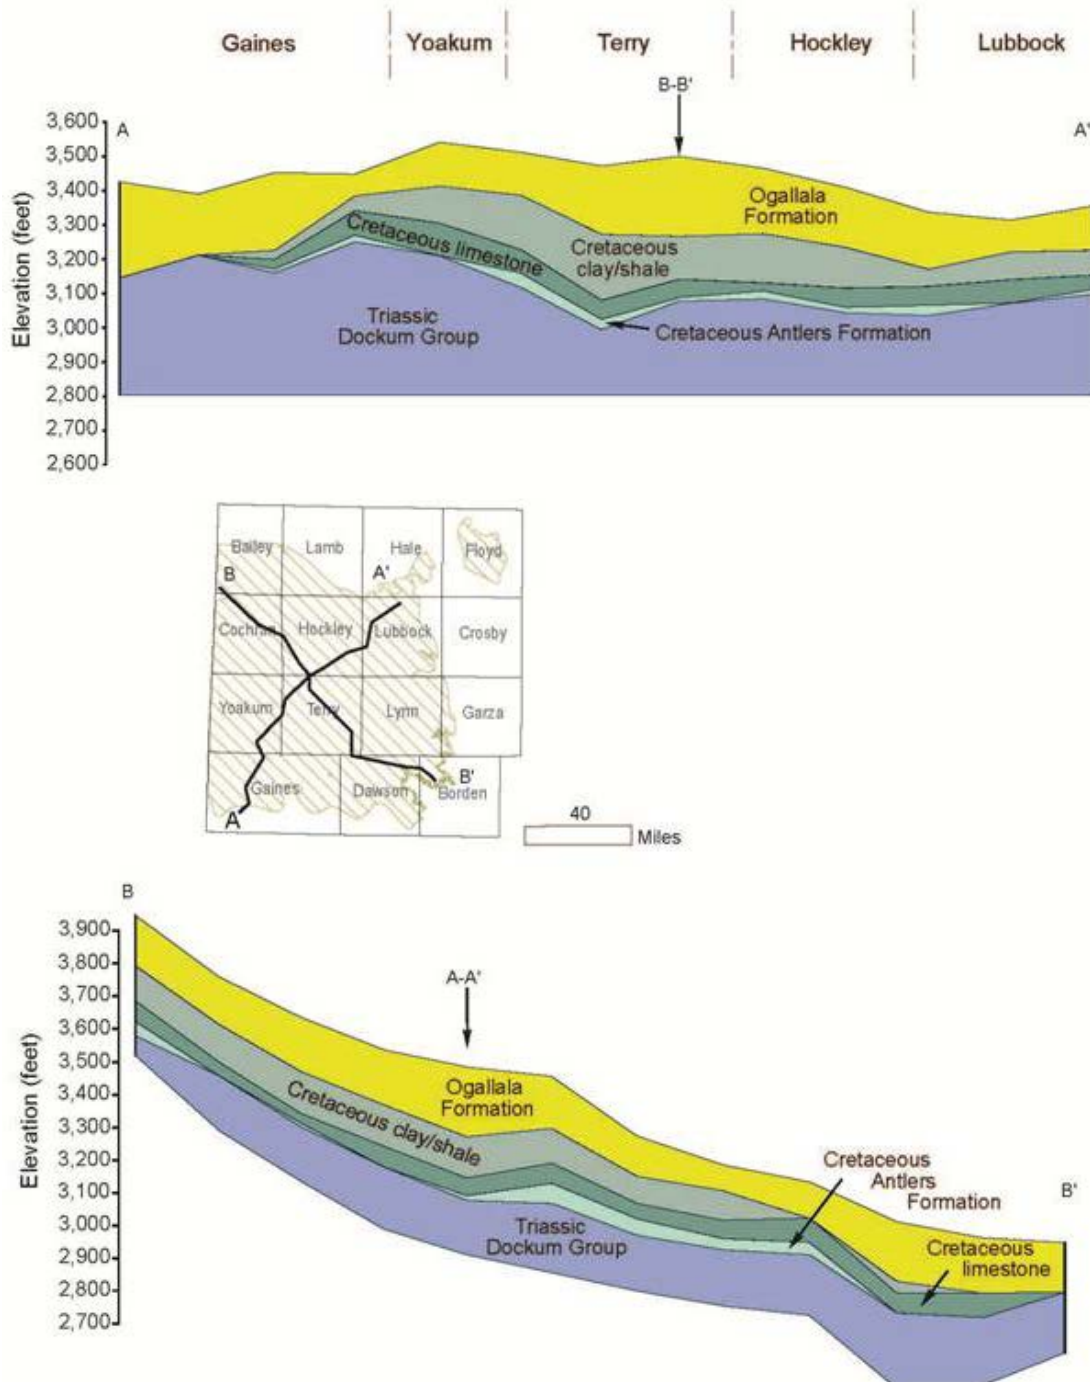 Gaines Yoakum Terry Hockley Lubbock
B-B'
A A'
3,600
3,500
3,400
3,300
3,200
3,100
3,000
2,900
2,800
2,700
2,600
Elevation (feet)
Ogallala
Formation
Cretaceous limestone
Cretaceous
clay/shale
Triassic
Dockum Group
Cretaceous Antlers Formation
Bailey Lamb Hale Floyd
B A'
Cochran Hockley Lubbock Crosby
Yoakum Terry Lynn Garza
Gaines Dawson Borden
B'
A
40
Miles
B
3,900
3,800
3,700
3,600
3,500
3,400
3,300
3,200
3,100
3,000
2,900
2,800
2,700
Elevation (feet)
A-A'
Ogallala
Formation
Cretaceous clay/shale
Triassic
Dockum Group
Cretaceous
Antlers
Formation
B'
Cretaceous
limestone